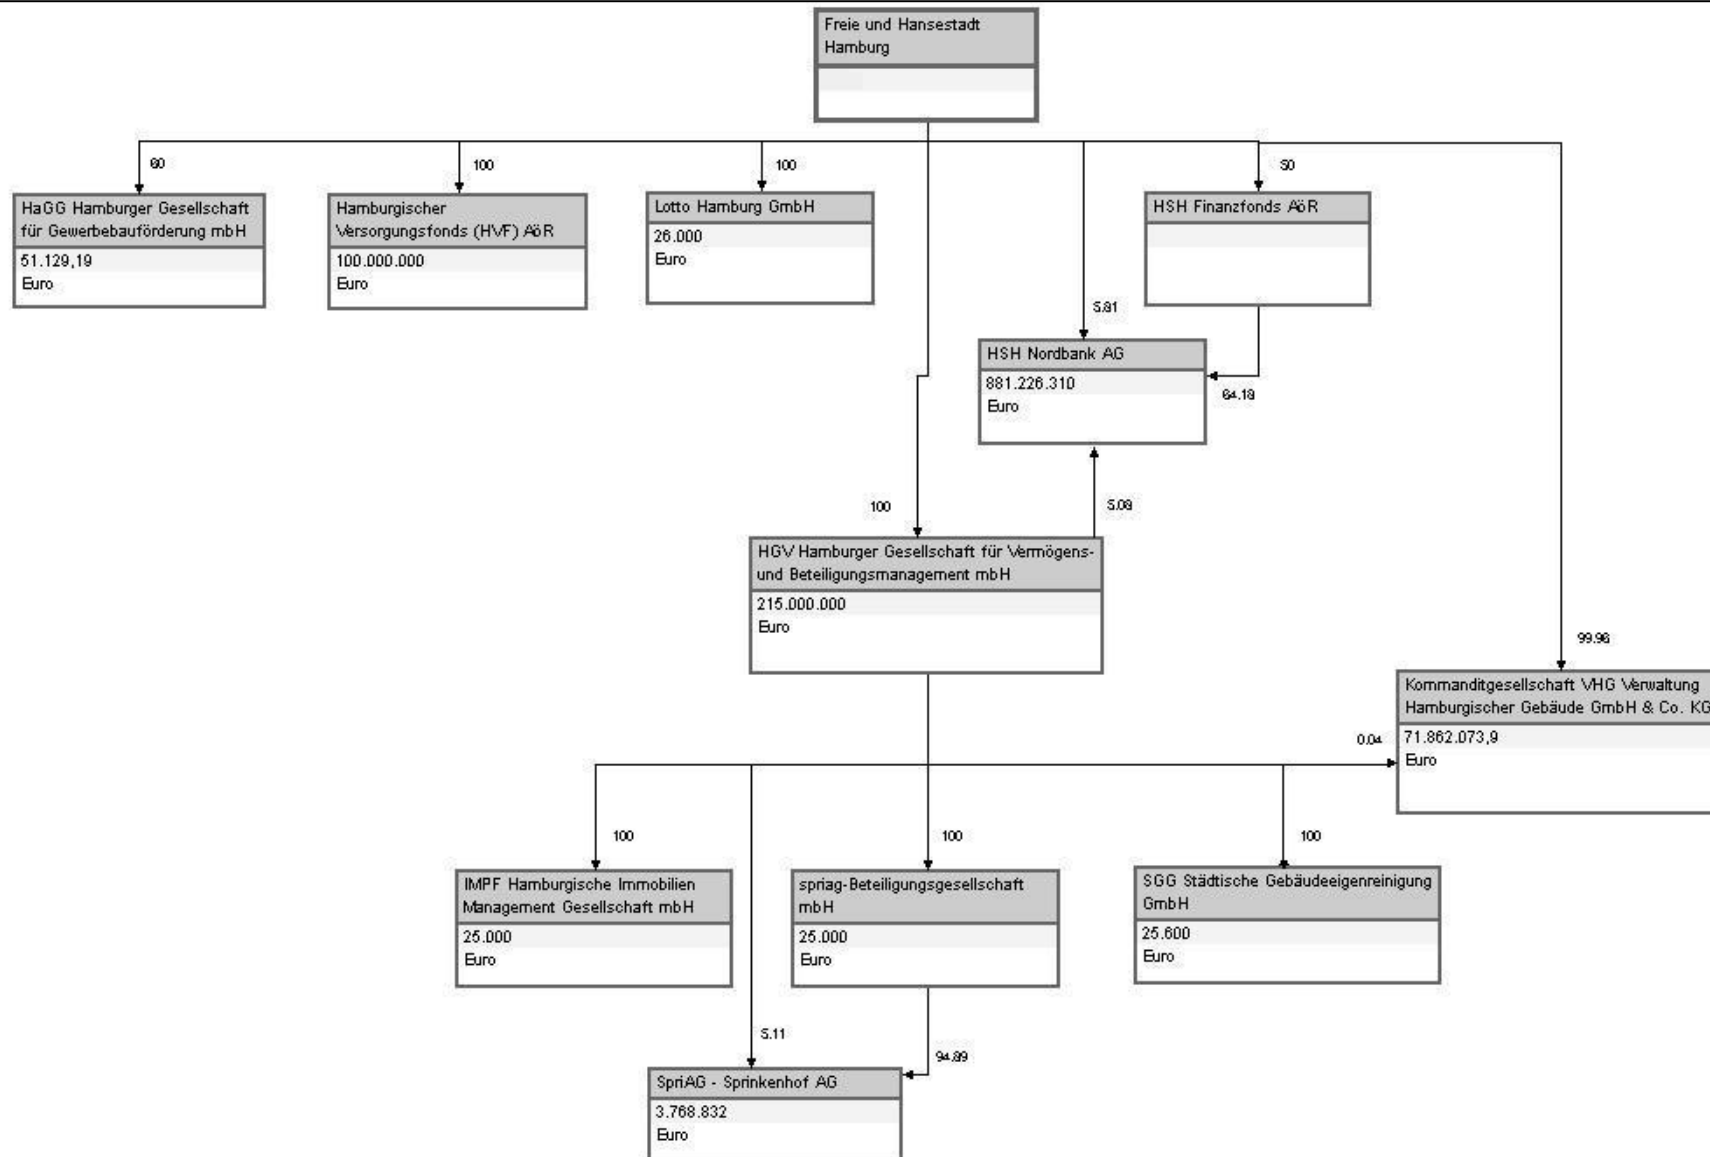 Freie und Hansestadt
Hamburg
60
100
100
50
HaGG Hamburger Gesellschaft
für Gewerbebauförderung mbH
51.129,19
Euro
Hamburgischer
Versorgungsfonds (HVF) AöR
100.000.000
Euro
Lotto Hamburg GmbH
26.000
Euro
HSH Finanzfonds AöR
5.81
HSH Nordbank AG
881.226.310
Euro
64.18
100
5.08
HGV Hamburger Gesellschaft für Vermögens-
und Beteiligungsmanagement mbH
215.000.000
Euro
99.96
Kommanditgesellschaft VHG Verwaltung
Hamburgischer Gebäude GmbH & Co. KG
71.862.073,9
Euro
0.04
100
100
100
IMPF Hamburgische Immobilien
Management Gesellschaft mbH
25.000
Euro
spriag-Beteiligungsgesellschaft
mbH
25.000
Euro
SGG Städtische Gebäudeeigenreinigung
GmbH
25.600
Euro
5.11
94.89
SpriAG - Sprinkenhof AG
3.768.832
Euro